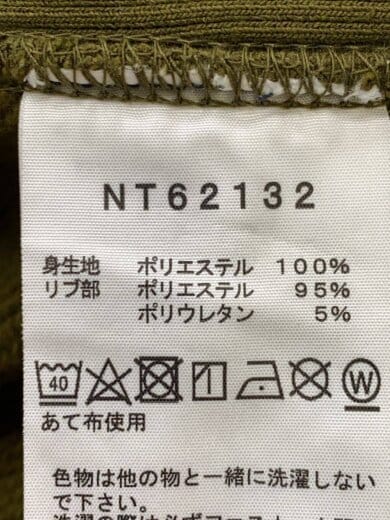 NT62132
身生地 ポリエステル 100%
リブ部 ポリエステル 95%
ポリウレタン 5%
40 W
あて布使用
色物は他の物と一緒に洗濯しない
で下さい。